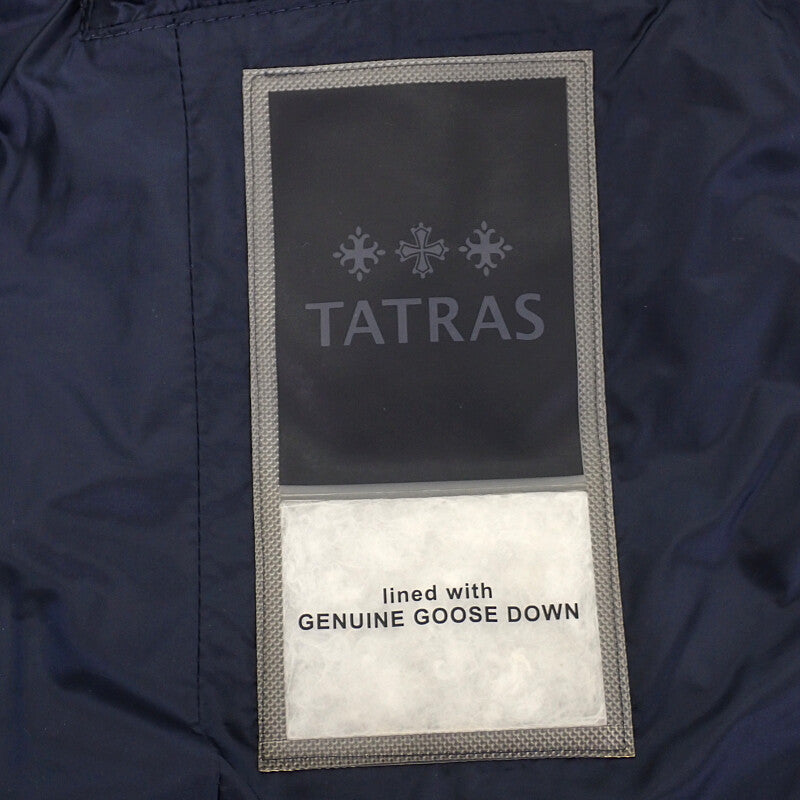 TATRAS
lined with
GENUINE GOOSE DOWN